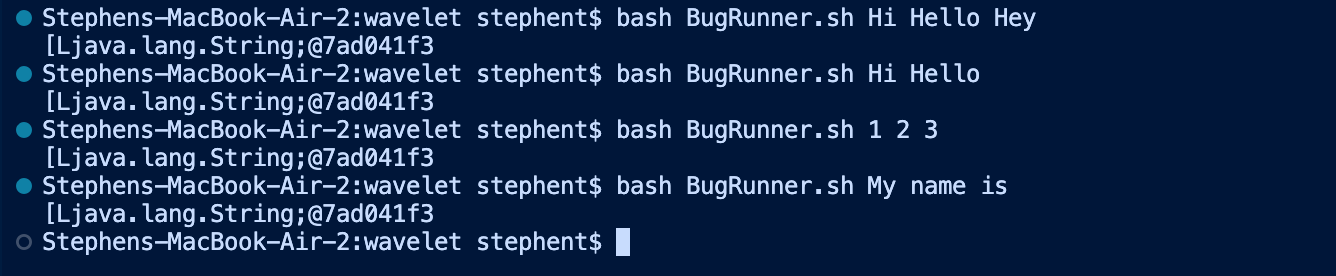 Stephens-MacBook-Air-2:wavelet stephent$ bash BugRunner.sh Hi Hello Hey
[Ljava.lang.String;@7ad041f3
Stephens-MacBook-Air-2:wavelet stephent$ bash BugRunner.sh Hi Hello
[Ljava.lang.String;@7ad041f3
Stephens-MacBook-Air-2:wavelet stephent$ bash BugRunner.sh 1 2 3
[Ljava.lang.String;@7ad041f3
Stephens-MacBook-Air-2:wavelet stephent$ bash BugRunner.sh My name is
[Ljava.lang.String;@7ad041f3
Stephens-MacBook-Air-2:wavelet stephent$